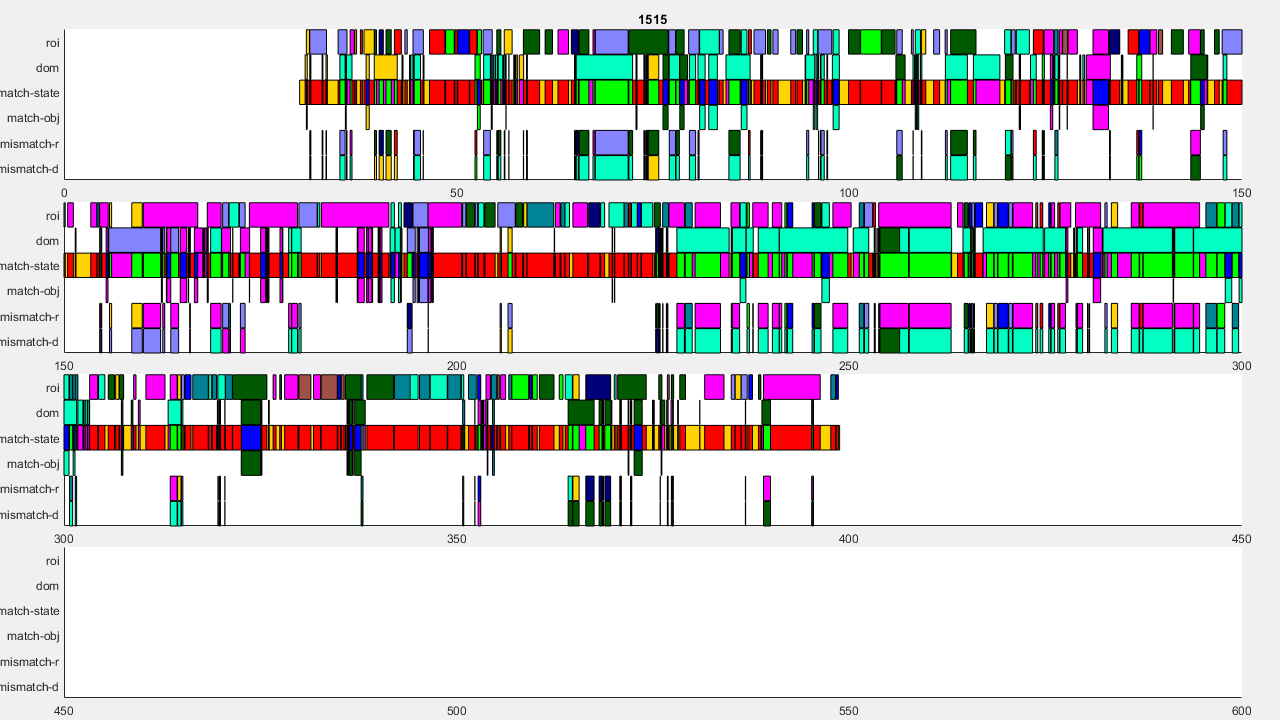 1515
roi
dom
match-state
match-obj
mismatch-r
mismatch-d
0 50 100 150
roi
dom
match-state
match-obj
mismatch-r
mismatch-d
150 200 250 300
roi
dom
match-state
match-obj
mismatch-r
mismatch-d
300 350 400 450
roi
dom
match-state
match-obj
mismatch-r
mismatch-d
450 500 550 600